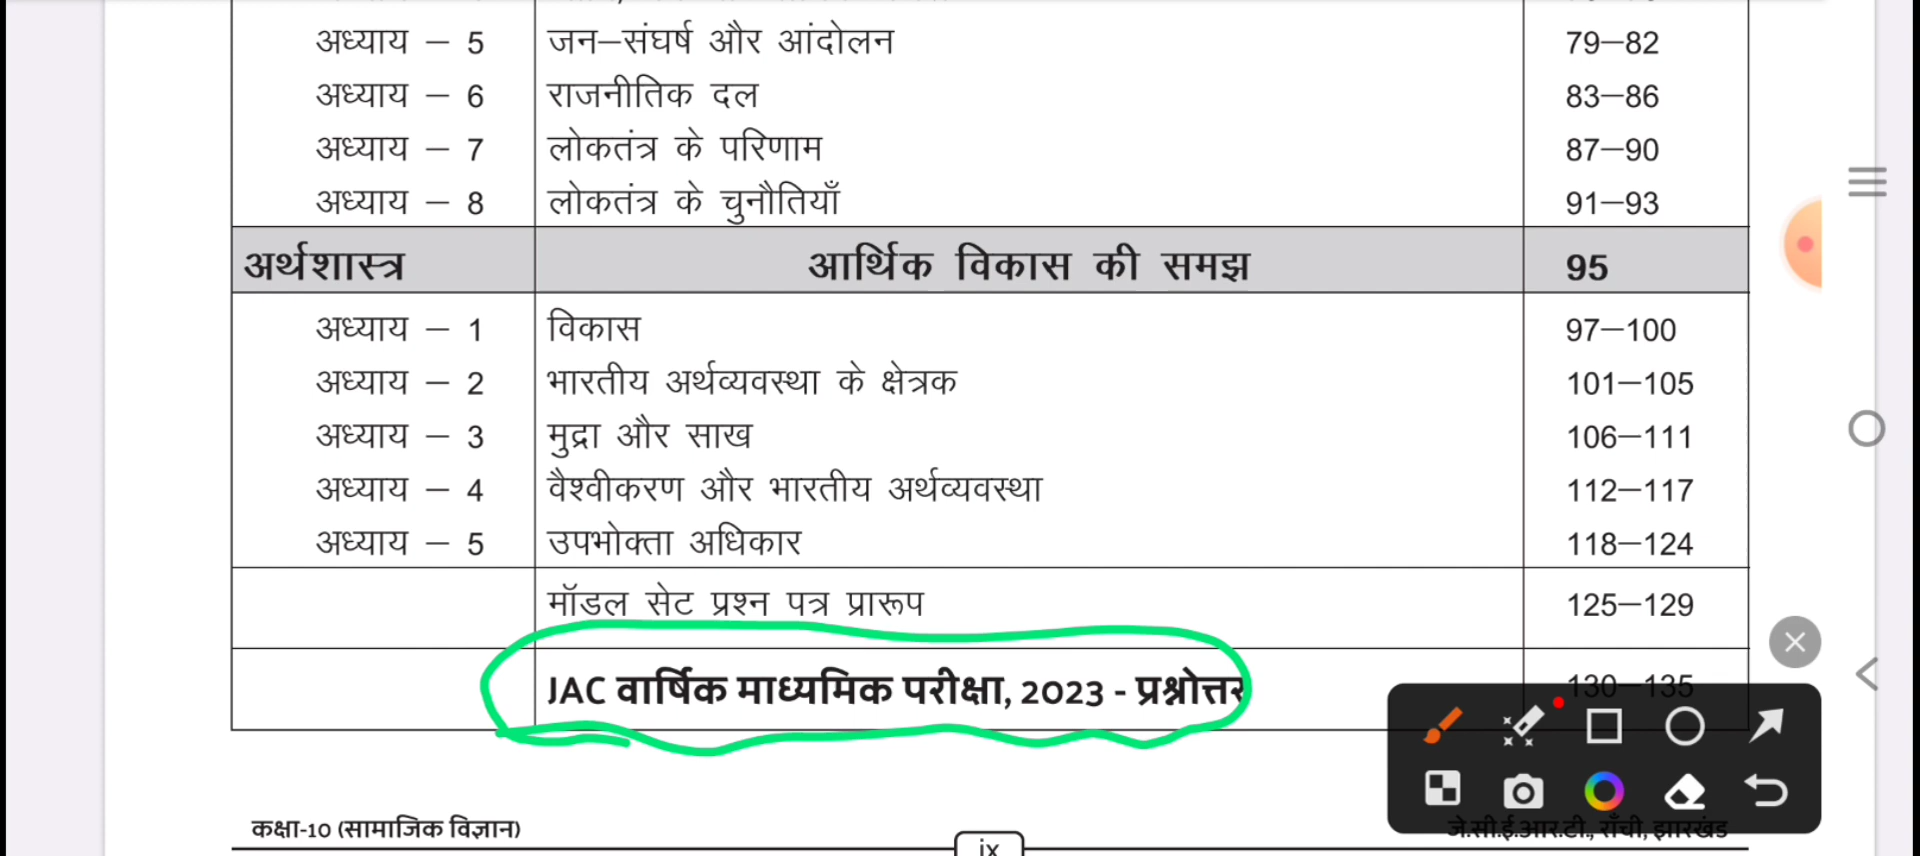 अध्याय – 5 जन–संघर्ष और आंदोलन 79–82
अध्याय – 6 राजनीतिक दल 83–86
अध्याय – 7 लोकतंत्र के परिणाम 87–90
अध्याय – 8 लोकतंत्र के चुनौतियाँ 91–93
अर्थशास्त्र आर्थिक विकास की समझ 95
अध्याय – 1 विकास 97–100
अध्याय – 2 भारतीय अर्थव्यवस्था के क्षेत्रक 101–105
अध्याय – 3 मुद्रा और साख 106–111
अध्याय – 4 वैश्वीकरण और भारतीय अर्थव्यवस्था 112–117
अध्याय – 5 उपभोक्ता अधिकार 118–124
मॉडल सेट प्रश्न पत्र प्रारूप 125–129
JAC वार्षिक माध्यमिक परीक्षा, 2023 - प्रश्नोत्तर 130–135
कक्षा-10 (सामाजिक विज्ञान) ix जे.सी.ई.आर.टी., राँची, झारखंड